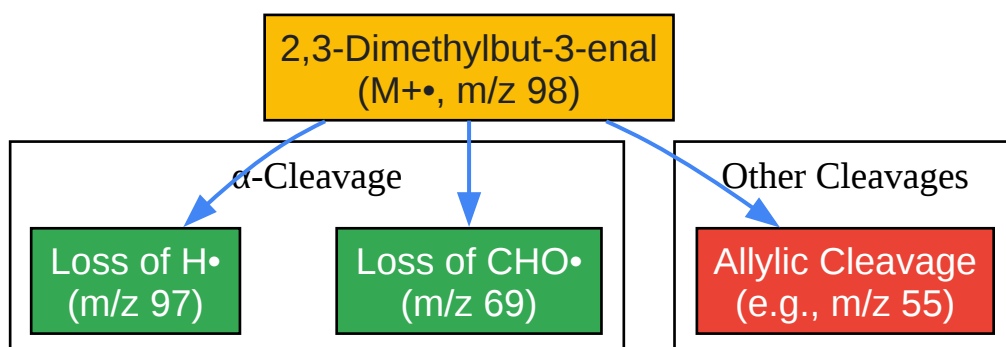 2,3-Dimethylbut-3-enal
(M+•, m/z 98)
α-Cleavage
Other Cleavages
Loss of H•
(m/z 97)
Loss of CHO•
(m/z 69)
Allylic Cleavage
(e.g., m/z 55)